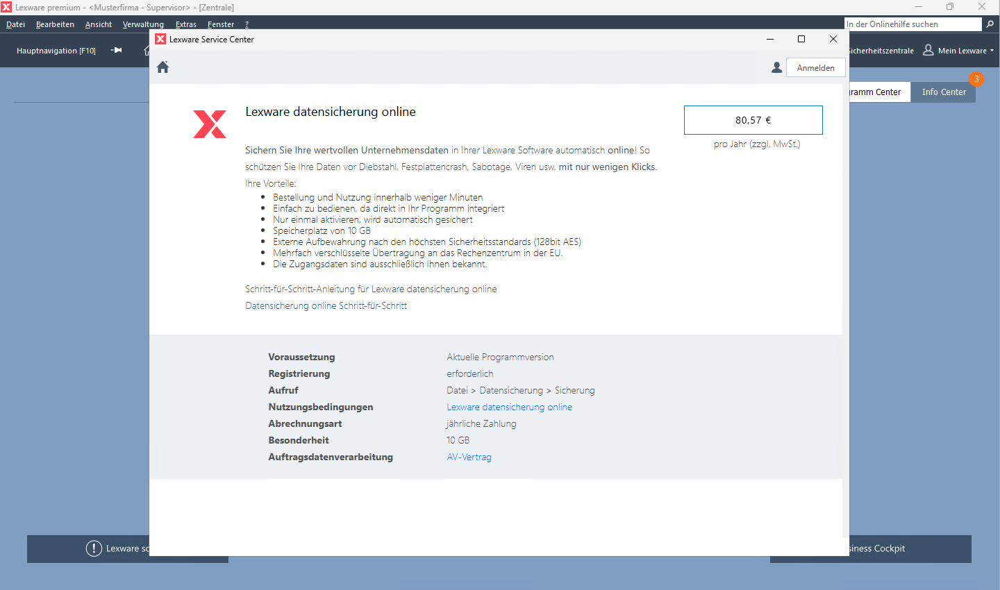 Lexware premium - <Musterfirma - Supervisor> - [Zentrale]
Datei Bearbeiten Ansicht Verwaltung Extras Fenster ?
In der Onlinehilfe suchen
Hauptnavigation [F10]
Sicherheitszentrale Mein Lexware
Lexware Service Center
Anmelden
3
Center Info Center
Lexware datensicherung online
80,57 €
pro Jahr (zzgl. MwSt.)
Sichern Sie Ihre wertvollen Unternehmensdaten in Ihrer Lexware Software automatisch online! So
schützen Sie Ihre Daten vor Diebstahl, Festplattencrash, Sabotage, Viren usw. mit nur wenigen Klicks.
Ihre Vorteile:
• Bestellung und Nutzung innerhalb weniger Minuten
• Einfach zu bedienen, da direkt in Ihr Programm integriert
• Nur einmal aktivieren, wird automatisch gesichert
• Speicherplatz von 10 GB
• Externe Aufbewahrung nach den höchsten Sicherheitsstandards (128bit AES)
• Mehrfach verschlüsselte Übertragung an das Rechenzentrum in der EU.
• Die Zugangsdaten sind ausschließlich Ihnen bekannt.
Schritt-für-Schritt-Anleitung für Lexware datensicherung online
Datensicherung online Schritt-für-Schritt
Voraussetzung Aktuelle Programmversion
Registrierung erforderlich
Aufruf Datei > Datensicherung > Sicherung
Nutzungsbedingungen Lexware datensicherung online
Abrechnungsart jährliche Zahlung
Besonderheit 10 GB
Auftragsdatenverarbeitung AV-Vertrag
Lexware
Cockpit